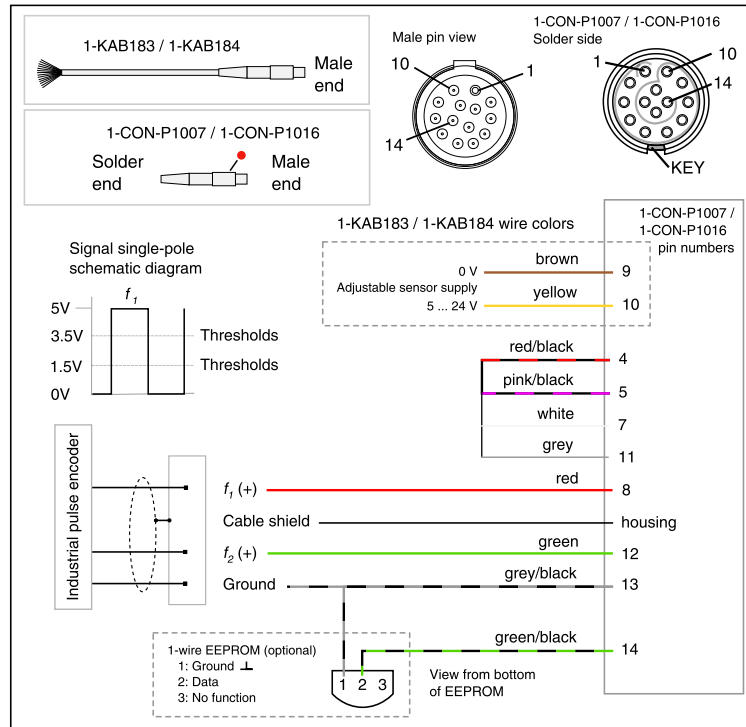 1-KAB183 / 1-KAB184
Male
end
1-CON-P1007 / 1-CON-P1016
Solder
end
Male
end
Male pin view
10
1
14
1-CON-P1007 / 1-CON-P1016
Solder side
1
10
14
KEY
Signal single-pole
schematic diagram
f1
5V
3.5V
Thresholds
1.5V
Thresholds
0V
1-KAB183 / 1-KAB184 wire colors
1-CON-P1007 /
1-CON-P1016
pin numbers
brown
0 V
9
Adjustable sensor supply
yellow
5 ... 24 V
10
red/black
4
pink/black
5
white
7
grey
11
Industrial pulse encoder
red
f1 (+)
8
Cable shield
housing
green
f2 (+)
12
grey/black
Ground
13
green/black
14
1-wire EEPROM (optional)
1: Ground ⊥
2: Data
3: No function
1 2 3
View from bottom
of EEPROM